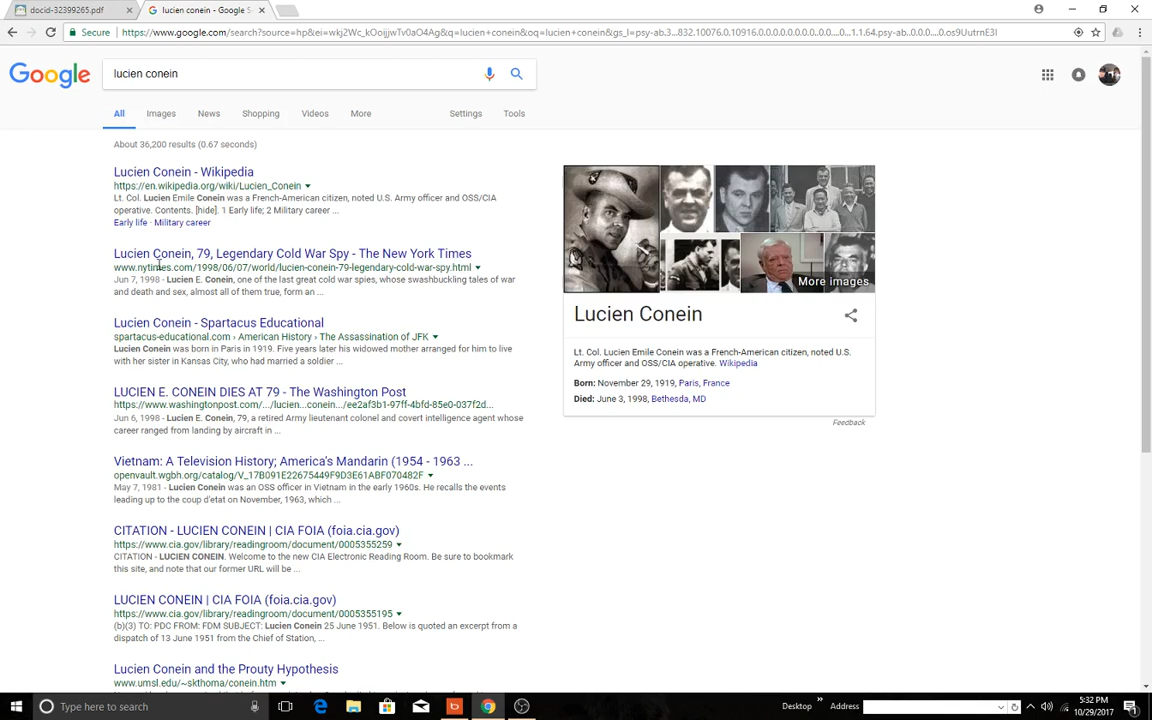 docid-32399265.pdf
lucien conein - Google S
Secure
https://www.google.com/search?source=hp&ei=wkj2Wc_kOojjwTv0aO4Ag&q=lucien+conein&oq=lucien+conein&gs_l=psy-ab.3...832.10076.0.10916.0.0.0.0.0.0.0.0..0.0....0...1.1.64.psy-ab..0.0.0....0.os9UutrnE3I
Google
lucien conein
All
Images
News
Shopping
Videos
More
Settings
Tools
About 36,200 results (0.67 seconds)
Lucien Conein - Wikipedia
https://en.wikipedia.org/wiki/Lucien_Conein
Lt. Col. Lucien Emile Conein was a French-American citizen, noted U.S. Army officer and OSS/CIA
operative. Contents. [hide]. 1 Early life; 2 Military career ...
Early life · Military career
Lucien Conein, 79, Legendary Cold War Spy - The New York Times
www.nytimes.com/1998/06/07/world/lucien-conein-79-legendary-cold-war-spy.html
Jun 7, 1998 - Lucien E. Conein, one of the last great cold war spies, whose swashbuckling tales of war
and death and sex, almost all of them true, form an ...
Lucien Conein - Spartacus Educational
spartacus-educational.com › American History › The Assassination of JFK
Lucien Conein was born in Paris in 1919. Five years later his widowed mother arranged for him to live
with her sister in Kansas City, who had married a soldier ...
LUCIEN E. CONEIN DIES AT 79 - The Washington Post
https://www.washingtonpost.com/.../lucien...conein.../ee2af3b1-97ff-4bfd-85e0-037f2d...
Jun 6, 1998 - Lucien E. Conein, 79, a retired Army lieutenant colonel and covert intelligence agent whose
career ranged from landing by aircraft in ...
Vietnam: A Television History; America's Mandarin (1954 - 1963 ...
openvault.wgbh.org/catalog/V_17B091E22675449F9D3E61ABF070482F
May 7, 1981 - Lucien Conein was an OSS officer in Vietnam in the early 1960s. He recalls the events
leading up to the coup d'etat on November, 1963, which ...
CITATION - LUCIEN CONEIN | CIA FOIA (foia.cia.gov)
https://www.cia.gov/library/readingroom/document/0005355259
CITATION - LUCIEN CONEIN. Welcome to the new CIA Electronic Reading Room. Be sure to bookmark
this site, and note that our former URL will be ...
LUCIEN CONEIN | CIA FOIA (foia.cia.gov)
https://www.cia.gov/library/readingroom/document/0005355195
(b)(3) TO: PDC FROM: FDM SUBJECT: Lucien Conein 25 June 1951. Below is quoted an excerpt from a
dispatch of 13 June 1951 from the Chief of Station, ...
Lucien Conein and the Prouty Hypothesis
www.umsl.edu/~skthoma/conein.htm
More images
Lucien Conein
Lt. Col. Lucien Emile Conein was a French-American citizen, noted U.S.
Army officer and OSS/CIA operative. Wikipedia
Born: November 29, 1919, Paris, France
Died: June 3, 1998, Bethesda, MD
Feedback
Type here to search
Desktop
Address
5:32 PM
10/29/2017